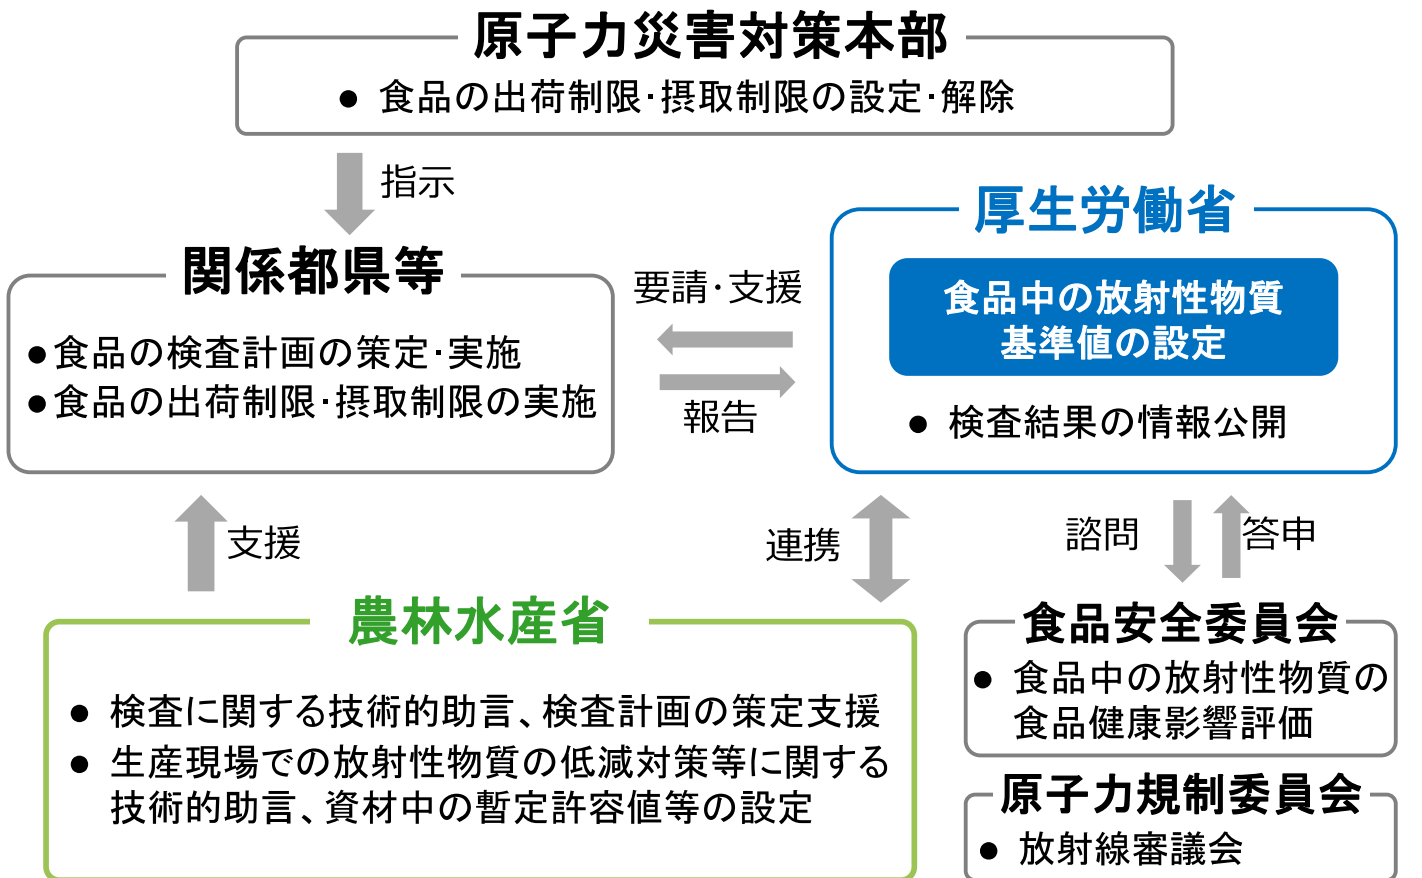 原子力災害対策本部
● 食品の出荷制限・摂取制限の設定・解除
指示
関係都県等
●食品の検査計画の策定・実施
●食品の出荷制限・摂取制限の実施
要請・支援
報告
厚生労働省
食品中の放射性物質
基準値の設定
● 検査結果の情報公開
支援
連携
諮問
答申
農林水産省
● 検査に関する技術的助言、検査計画の策定支援
● 生産現場での放射性物質の低減対策等に関する
技術的助言、資材中の暫定許容値等の設定
食品安全委員会
● 食品中の放射性物質の
食品健康影響評価
原子力規制委員会
● 放射線審議会